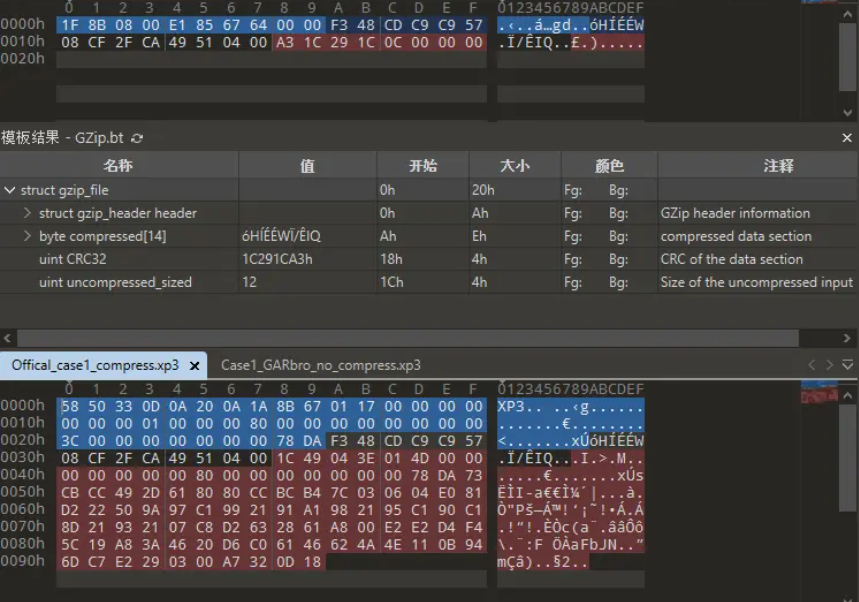 0 1 2 3 4 5 6 7 8 9 A B C D E F 0123456789ABCDEF
0000h 1F 8B 08 00 E1 85 67 64 00 00 F3 48 CD C9 C9 57 .‹..á…gd..óHÍÉÉW
0010h 08 CF 2F CA 49 51 04 00 A3 1C 29 1C 0C 00 00 00 .Ï/ÊIQ..£.).....
0020h
模板结果 - GZip.bt
名称 值 开始 大小 颜色 注释
struct gzip_file 0h 20h Fg: Bg:
struct gzip_header header 0h Ah Fg: Bg: GZip header information
byte compressed[14] óHÍÉÉWÏ/ÊIQ Ah Eh Fg: Bg: compressed data section
uint CRC32 1C291CA3h 18h 4h Fg: Bg: CRC of the data section
uint uncompressed_sized 12 1Ch 4h Fg: Bg: Size of the uncompressed input
Offical_case1_compress.xp3 Case1_GARbro_no_compress.xp3
0 1 2 3 4 5 6 7 8 9 A B C D E F 0123456789ABCDEF
0000h 58 50 33 0D 0A 20 0A 1A 8B 67 01 17 00 00 00 00 XP3.. ..‹g......
0010h 00 00 00 01 00 00 00 80 00 00 00 00 00 00 00 00 .......€........
0020h 3C 00 00 00 00 00 00 00 78 DA F3 48 CD C9 C9 57 <.......xÚóHÍÉÉW
0030h 08 CF 2F CA 49 51 04 00 1C 49 04 3E 01 4D 00 00 .Ï/ÊIQ...I.>.M..
0040h 00 00 00 00 00 80 00 00 00 00 00 00 00 78 DA 73 .....€.......xÚs
0050h CB CC 49 2D 61 80 80 CC BC B4 7C 03 06 04 E0 81 ËÌI-a€€Ì¼´|...à.
0060h D2 22 50 9A 97 C1 99 21 91 A1 98 21 95 C1 90 C1 Ò"Pš—Á™!‘¡˜!•Á.Á
0070h 8D 21 93 21 07 C8 D2 63 28 61 A8 00 E2 E2 D4 F4 .!“!.ÈÒc(a¨.ââÔô
0080h 5C 19 A8 3A 46 20 D6 C0 61 46 62 4A 4E 11 0B 94 \.¨:F ÖÀaFbJN..”
0090h 6D C7 E2 29 03 00 A7 32 0D 18 mÇâ)..§2..